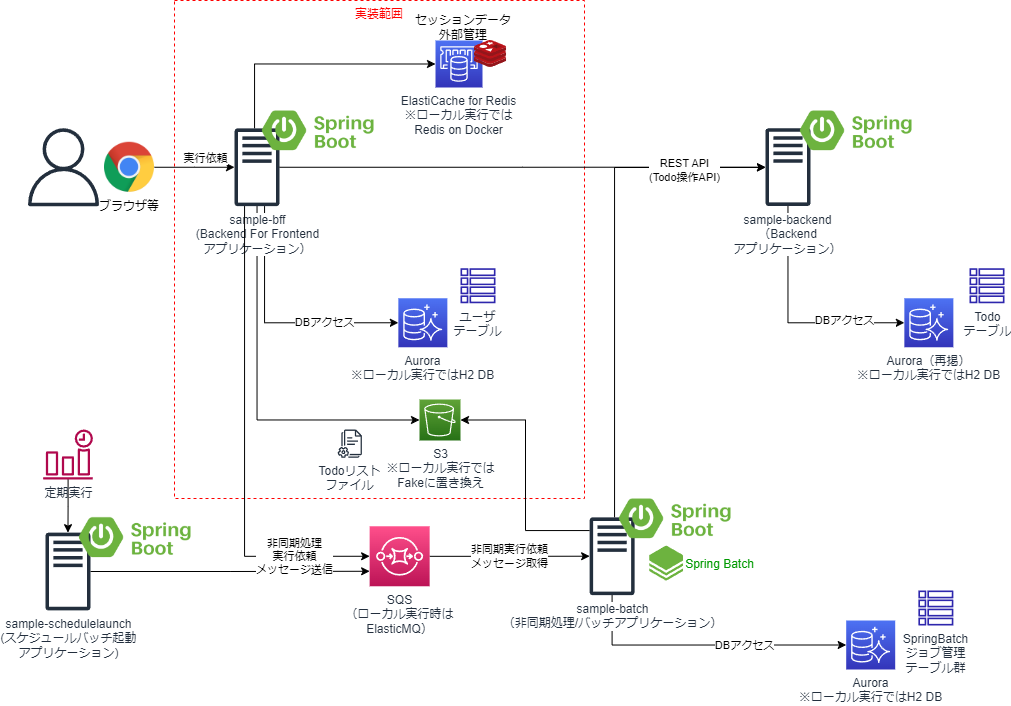 実装範囲
セッションデータ
外部管理
ElastiCache for Redis
※ローカル実行では
Redis on Docker
Spring
Boot
Spring
Boot
実行依頼
REST API
(Todo操作API)
ブラウザ等
sample-bff
(Backend For Frontend
アプリケーション）
sample-backend
（Backend
アプリケーション）
ユーザ
テーブル
Todo
テーブル
DBアクセス
DBアクセス
Aurora
※ローカル実行ではH2 DB
Aurora（再掲）
※ローカル実行ではH2 DB
S3
※ローカル実行では
Fakeに置き換え
Todoリスト
ファイル
定期実行
Spring
Boot
Spring
Boot
非同期処理
実行依頼
メッセージ送信
非同期実行依頼
メッセージ取得
Spring Batch
SQS
（ローカル実行時は
ElasticMQ）
sample-batch
（非同期処理/バッチアプリケーション）
sample-schedulelaunch
(スケジュールバッチ起動
アプリケーション)
DBアクセス
SpringBatch
ジョブ管理
テーブル群
Aurora
※ローカル実行ではH2 DB